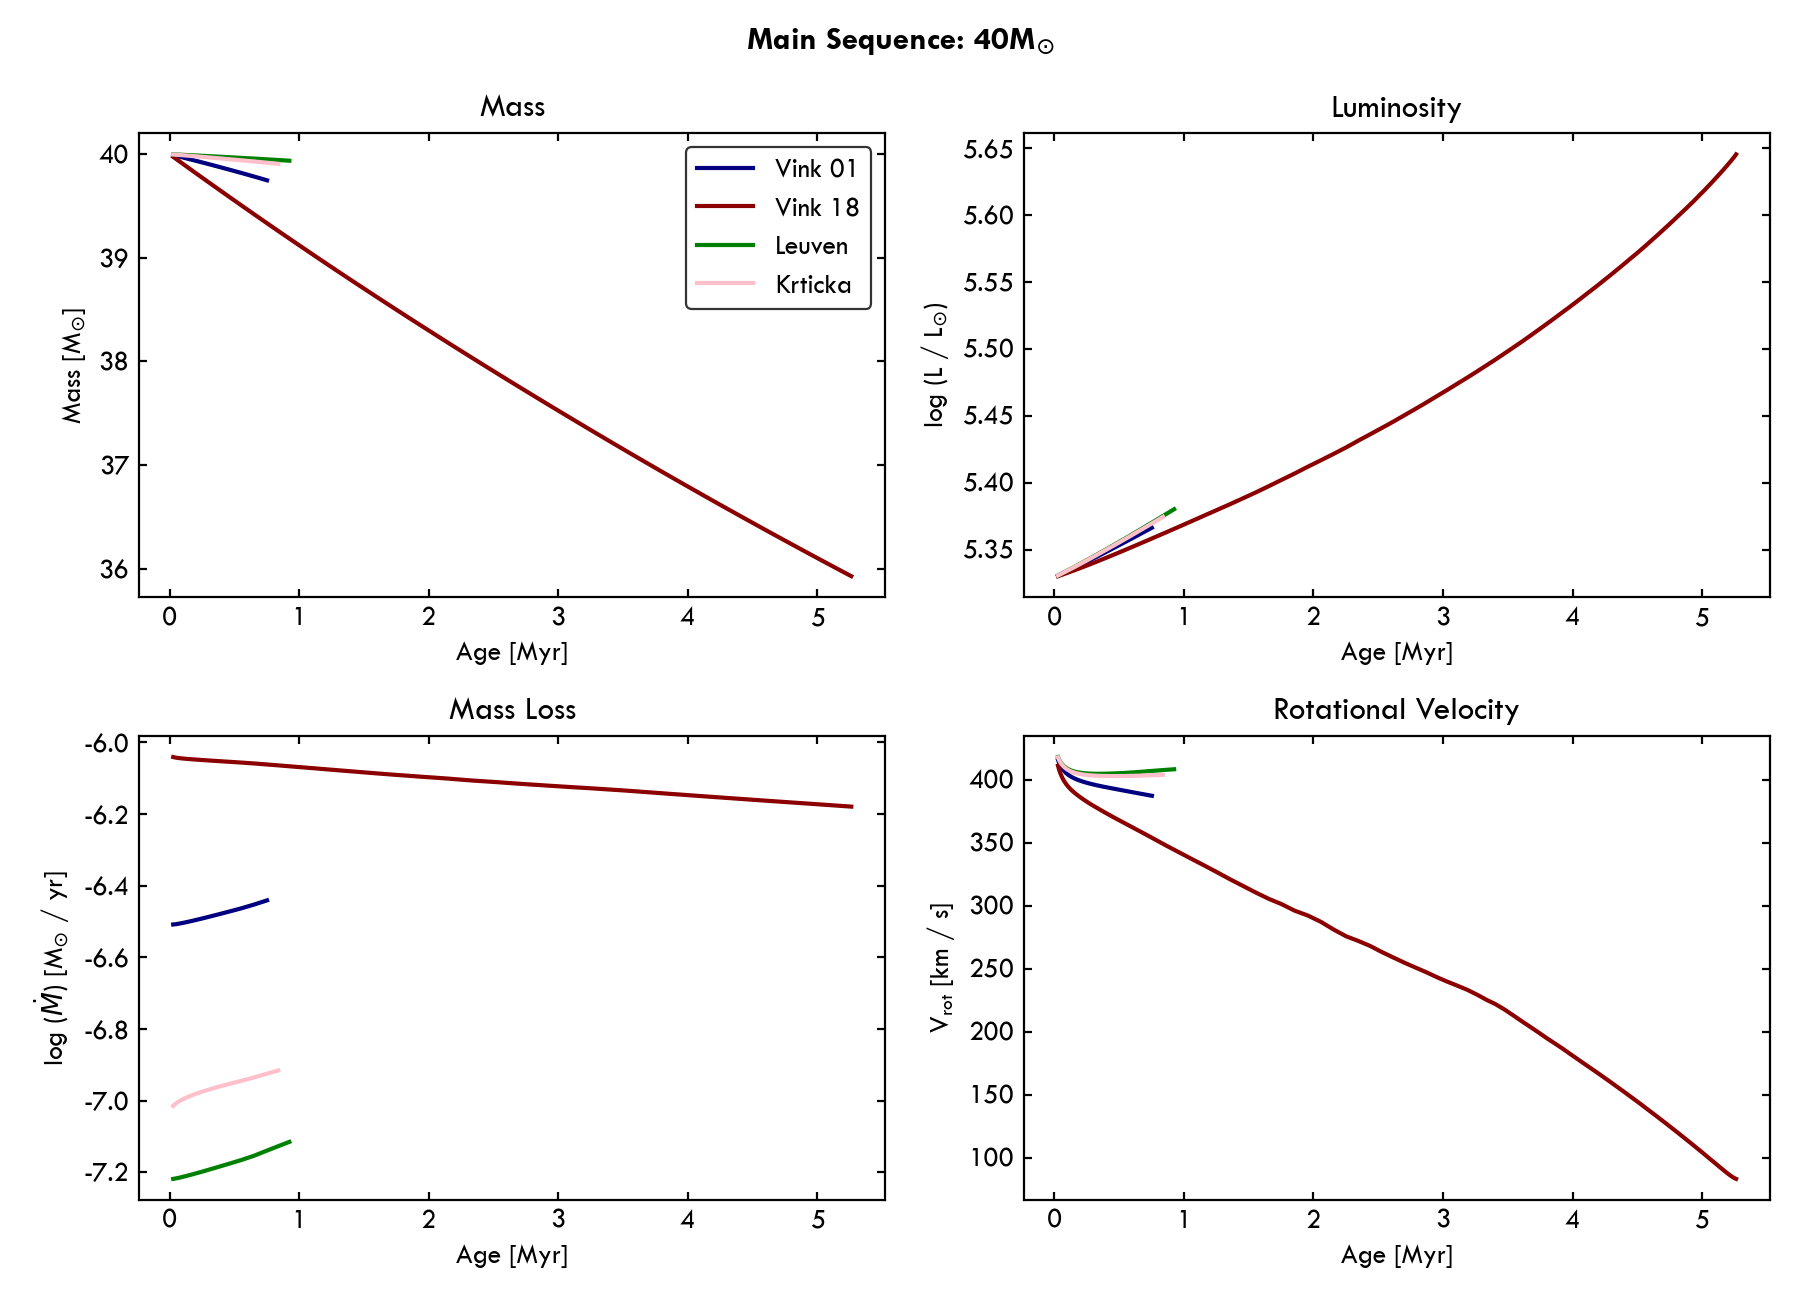 Main Sequence: 40M☉
Mass
Mass [M☉]
40
39
38
37
36
0 1 2 3 4 5
Age [Myr]
Vink 01
Vink 18
Leuven
Krticka
Luminosity
log (L / L☉)
5.65
5.60
5.55
5.50
5.45
5.40
5.35
0 1 2 3 4 5
Age [Myr]
Mass Loss
log (Ṁ) [M☉ / yr]
-6.0
-6.2
-6.4
-6.6
-6.8
-7.0
-7.2
0 1 2 3 4 5
Age [Myr]
Rotational Velocity
Vrot [km / s]
400
350
300
250
200
150
100
0 1 2 3 4 5
Age [Myr]